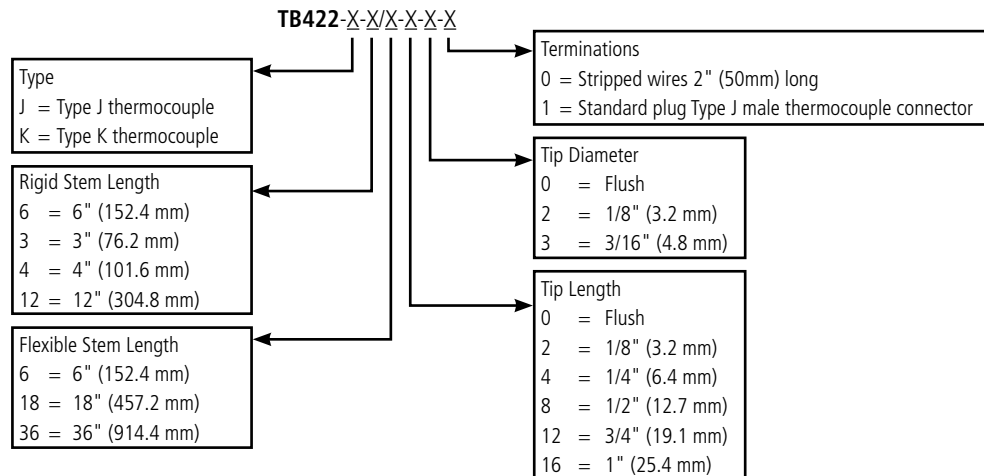 TB422-X-X/X-X-X-X
Type
J = Type J thermocouple
K = Type K thermocouple
Rigid Stem Length
6 = 6" (152.4 mm)
3 = 3" (76.2 mm)
4 = 4" (101.6 mm)
12 = 12" (304.8 mm)
Flexible Stem Length
6 = 6" (152.4 mm)
18 = 18" (457.2 mm)
36 = 36" (914.4 mm)
Terminations
0 = Stripped wires 2" (50mm) long
1 = Standard plug Type J male thermocouple connector
Tip Diameter
0 = Flush
2 = 1/8" (3.2 mm)
3 = 3/16" (4.8 mm)
Tip Length
0 = Flush
2 = 1/8" (3.2 mm)
4 = 1/4" (6.4 mm)
8 = 1/2" (12.7 mm)
12 = 3/4" (19.1 mm)
16 = 1" (25.4 mm)